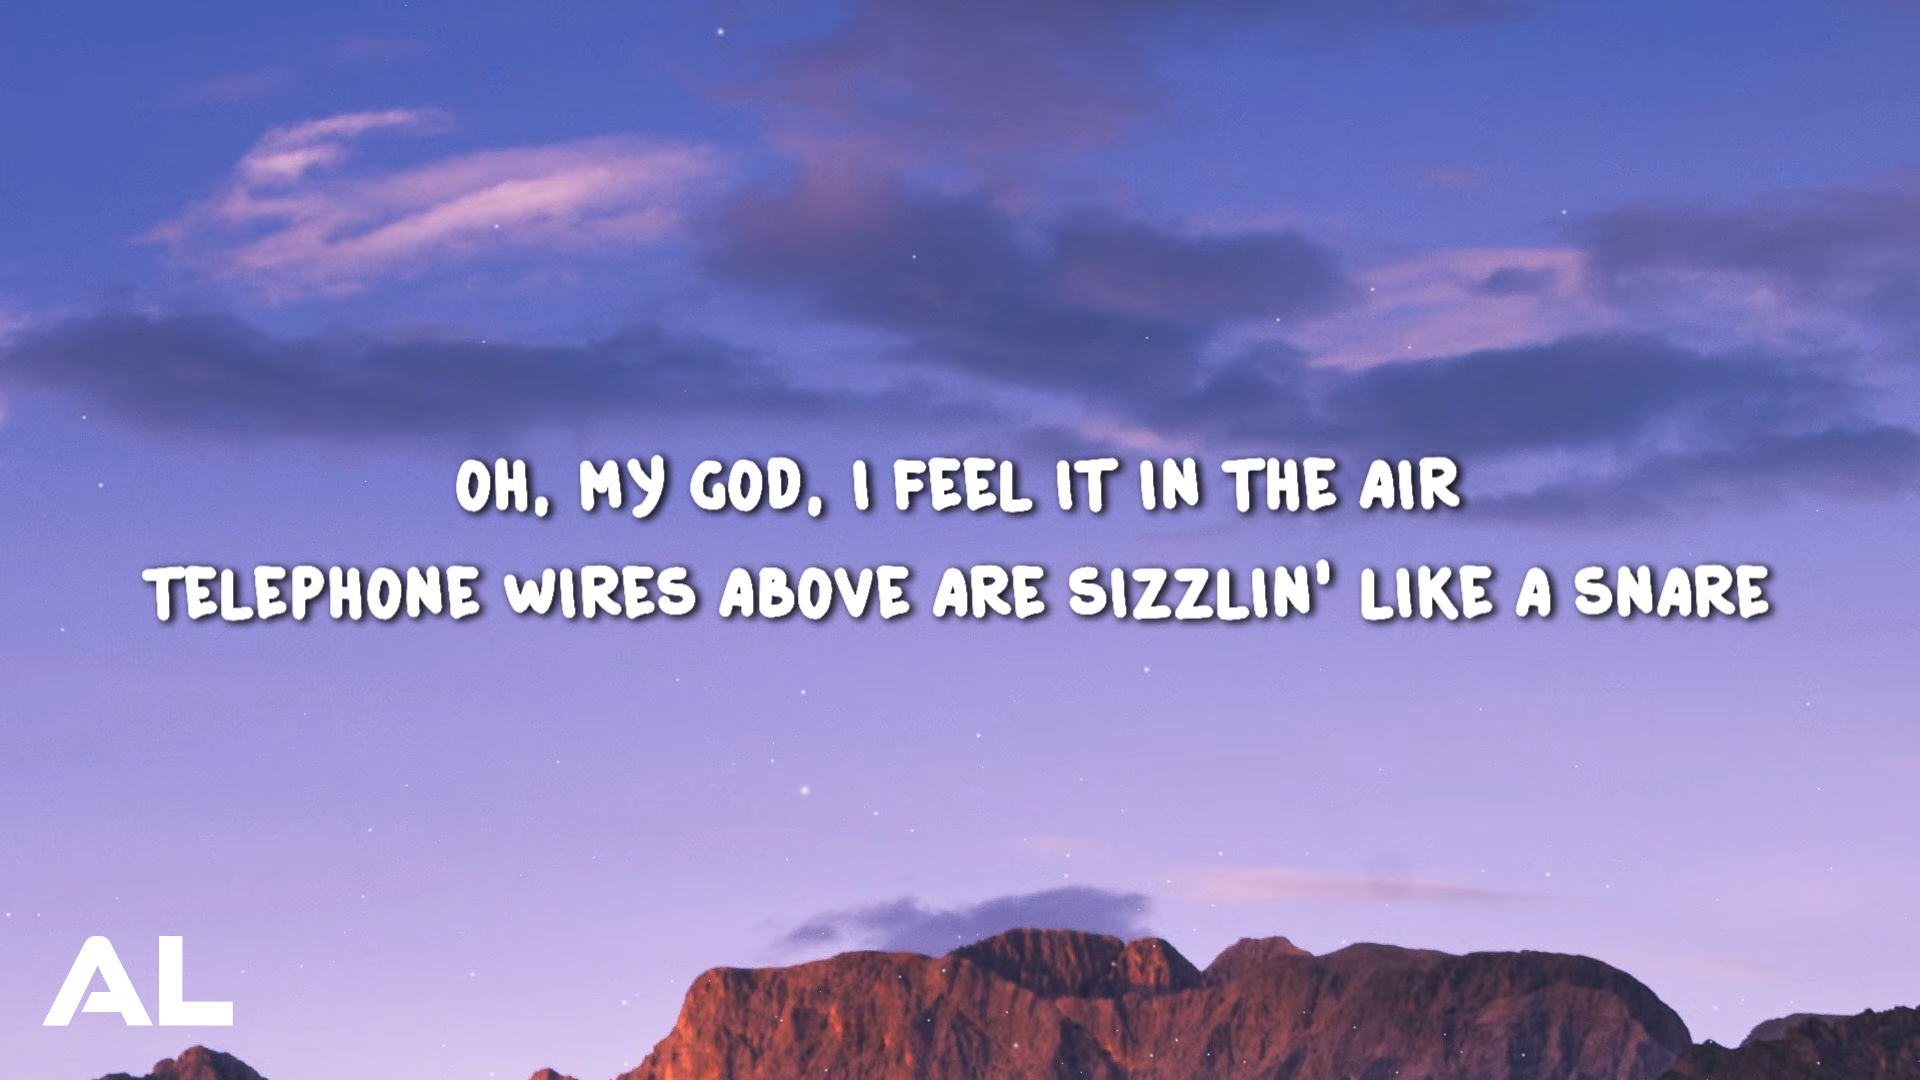 OH, MY GOD, I FEEL IT IN THE AIR
TELEPHONE WIRES ABOVE ARE SIZZLIN' LIKE A SNARE
AL